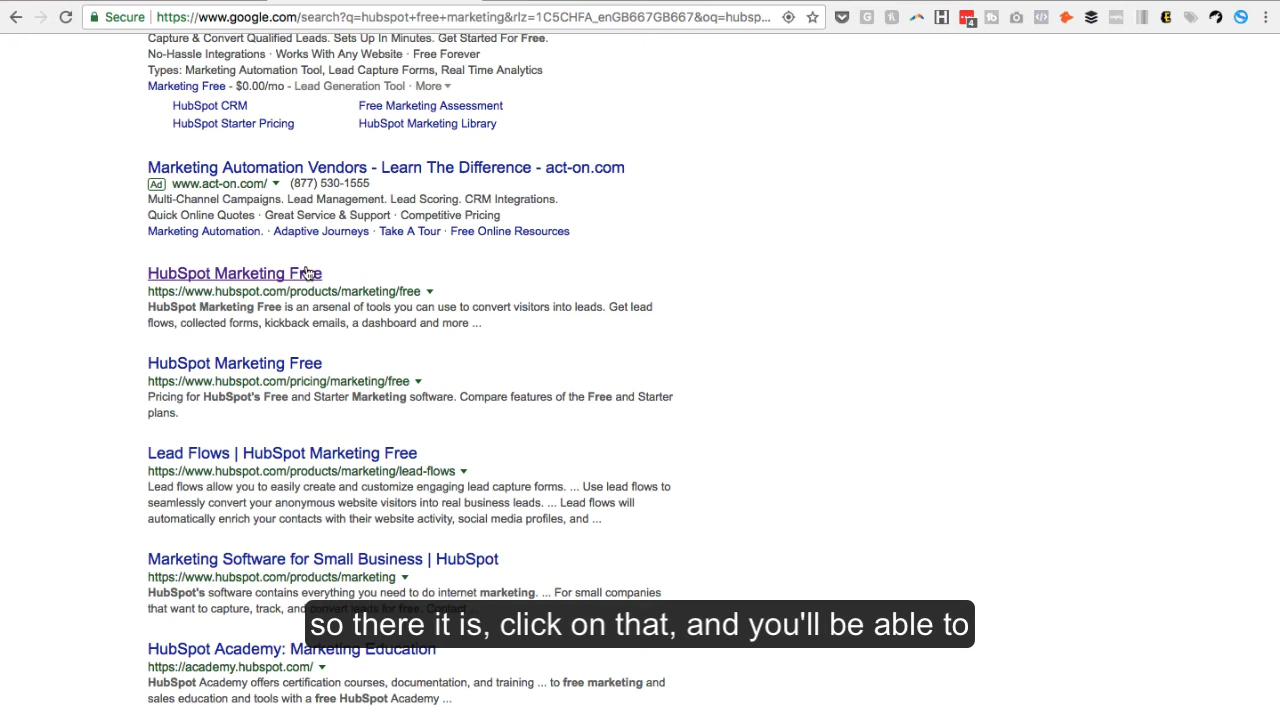 Secure https://www.google.com/search?q=hubspot+free+marketing&rlz=1C5CHFA_enGB667GB667&oq=hubsp...
Capture & Convert Qualified Leads. Sets Up In Minutes. Get Started For Free.
No-Hassle Integrations · Works With Any Website · Free Forever
Types: Marketing Automation Tool, Lead Capture Forms, Real Time Analytics
Marketing Free - $0.00/mo - Lead Generation Tool · More
HubSpot CRM Free Marketing Assessment
HubSpot Starter Pricing HubSpot Marketing Library
Marketing Automation Vendors - Learn The Difference - act-on.com
Ad www.act-on.com/ (877) 530-1555
Multi-Channel Campaigns. Lead Management. Lead Scoring. CRM Integrations.
Quick Online Quotes · Great Service & Support · Competitive Pricing
Marketing Automation. · Adaptive Journeys · Take A Tour · Free Online Resources
HubSpot Marketing Free
https://www.hubspot.com/products/marketing/free
HubSpot Marketing Free is an arsenal of tools you can use to convert visitors into leads. Get lead
flows, collected forms, kickback emails, a dashboard and more ...
HubSpot Marketing Free
https://www.hubspot.com/pricing/marketing/free
Pricing for HubSpot's Free and Starter Marketing software. Compare features of the Free and Starter
plans.
Lead Flows | HubSpot Marketing Free
https://www.hubspot.com/products/marketing/lead-flows
Lead flows allow you to easily create and customize engaging lead capture forms. ... Use lead flows to
seamlessly convert your anonymous website visitors into real business leads. ... Lead flows will
automatically enrich your contacts with their website activity, social media profiles, and ...
Marketing Software for Small Business | HubSpot
https://www.hubspot.com/products/marketing
HubSpot's software contains everything you need to do internet marketing. ... For small companies
that want to capture, track, and convert leads for free. Contact ...
so there it is, click on that, and you'll be able to
HubSpot Academy: Marketing Education
https://academy.hubspot.com/
HubSpot Academy offers certification courses, documentation, and training ... to free marketing and
sales education and tools with a free HubSpot Academy ...